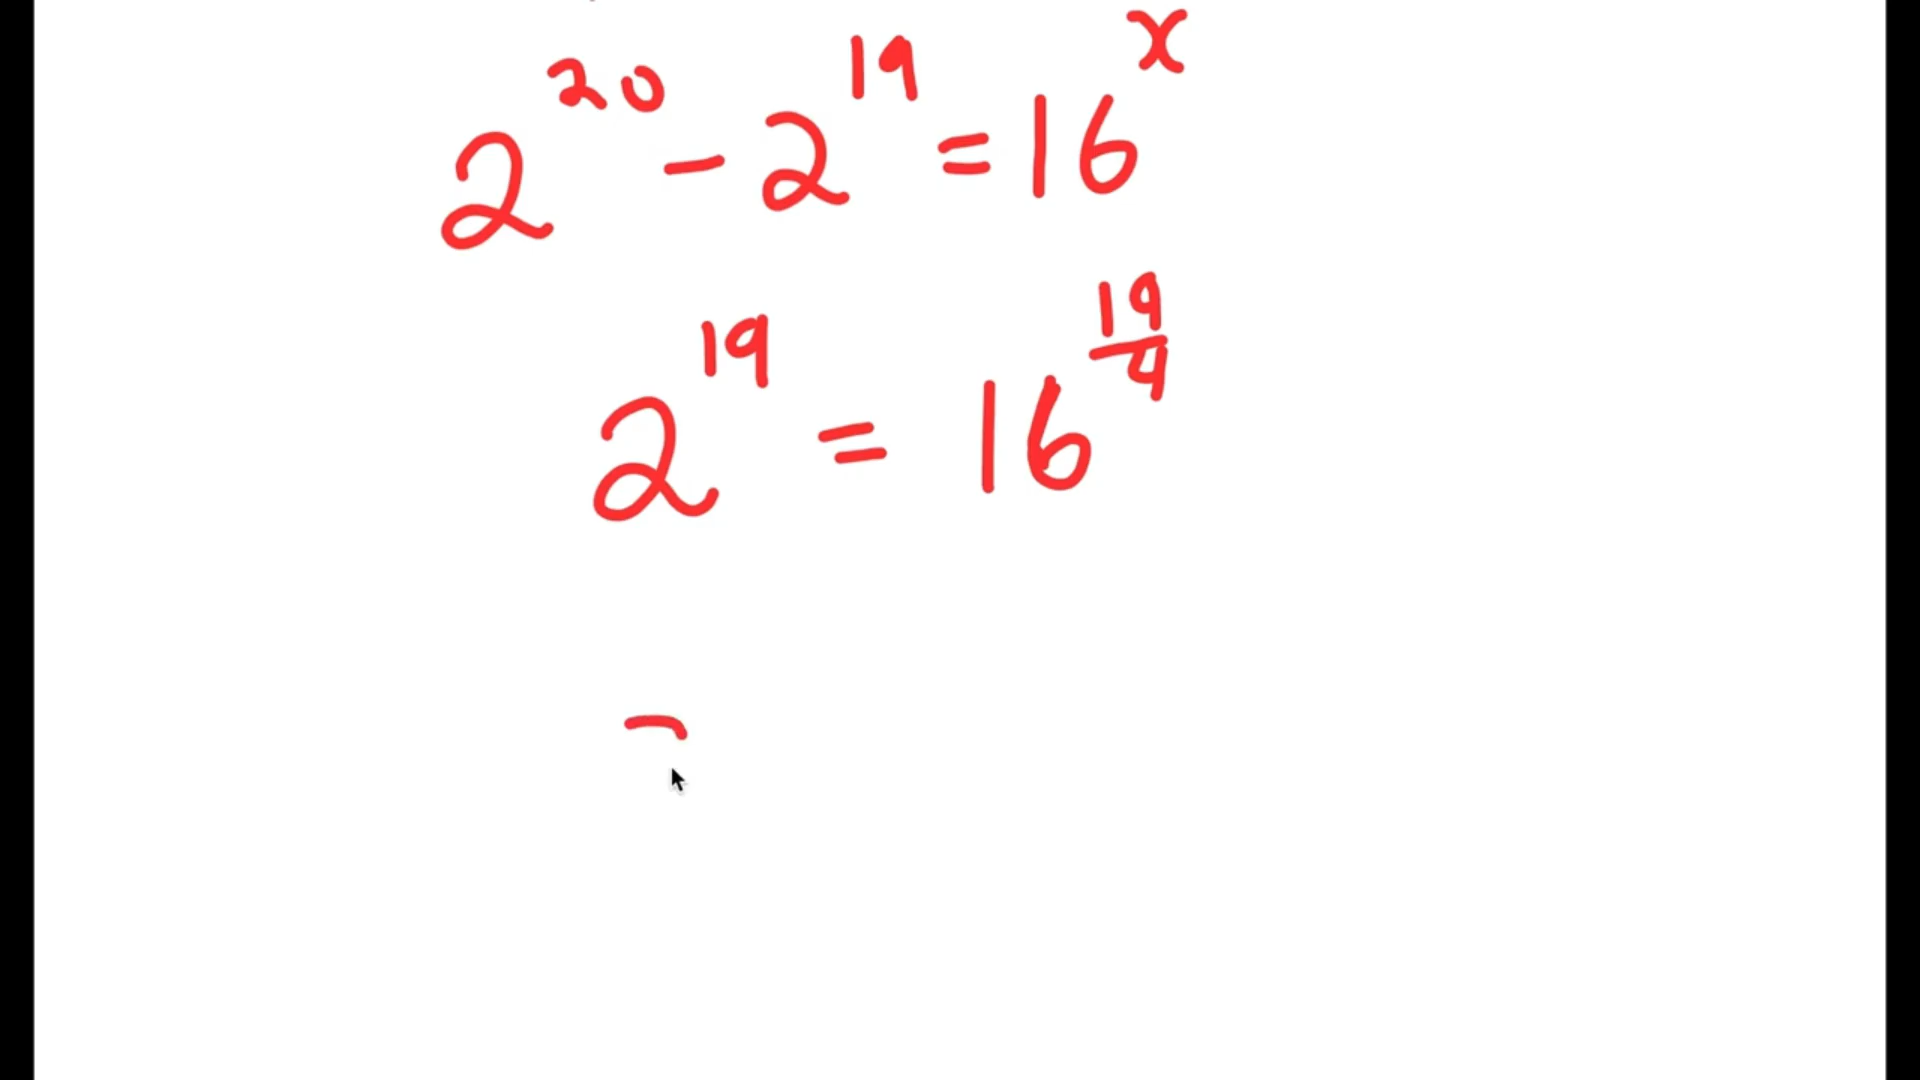 2^20 - 2^19 = 16^x
2^19 = 16^(19/4)